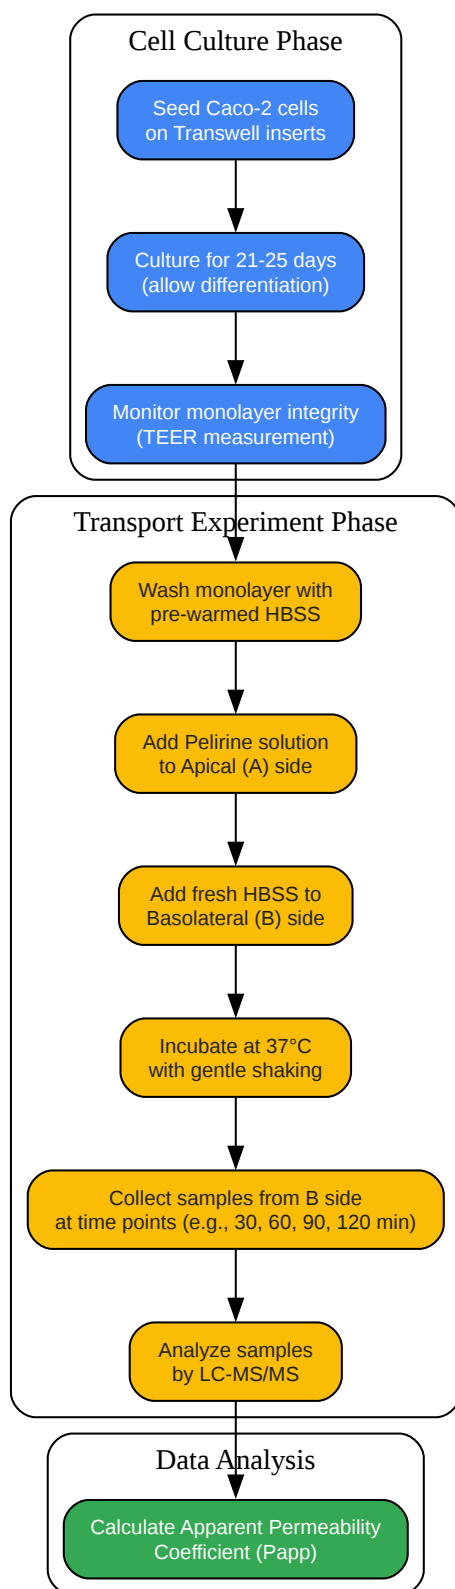 Cell Culture Phase
Seed Caco-2 cells
on Transwell inserts
Culture for 21-25 days
(allow differentiation)
Monitor monolayer integrity
(TEER measurement)
Transport Experiment Phase
Wash monolayer with
pre-warmed HBSS
Add Pelirine solution
to Apical (A) side
Add fresh HBSS to
Basolateral (B) side
Incubate at 37°C
with gentle shaking
Collect samples from B side
at time points (e.g., 30, 60, 90, 120 min)
Analyze samples
by LC-MS/MS
Data Analysis
Calculate Apparent Permeability
Coefficient (Papp)